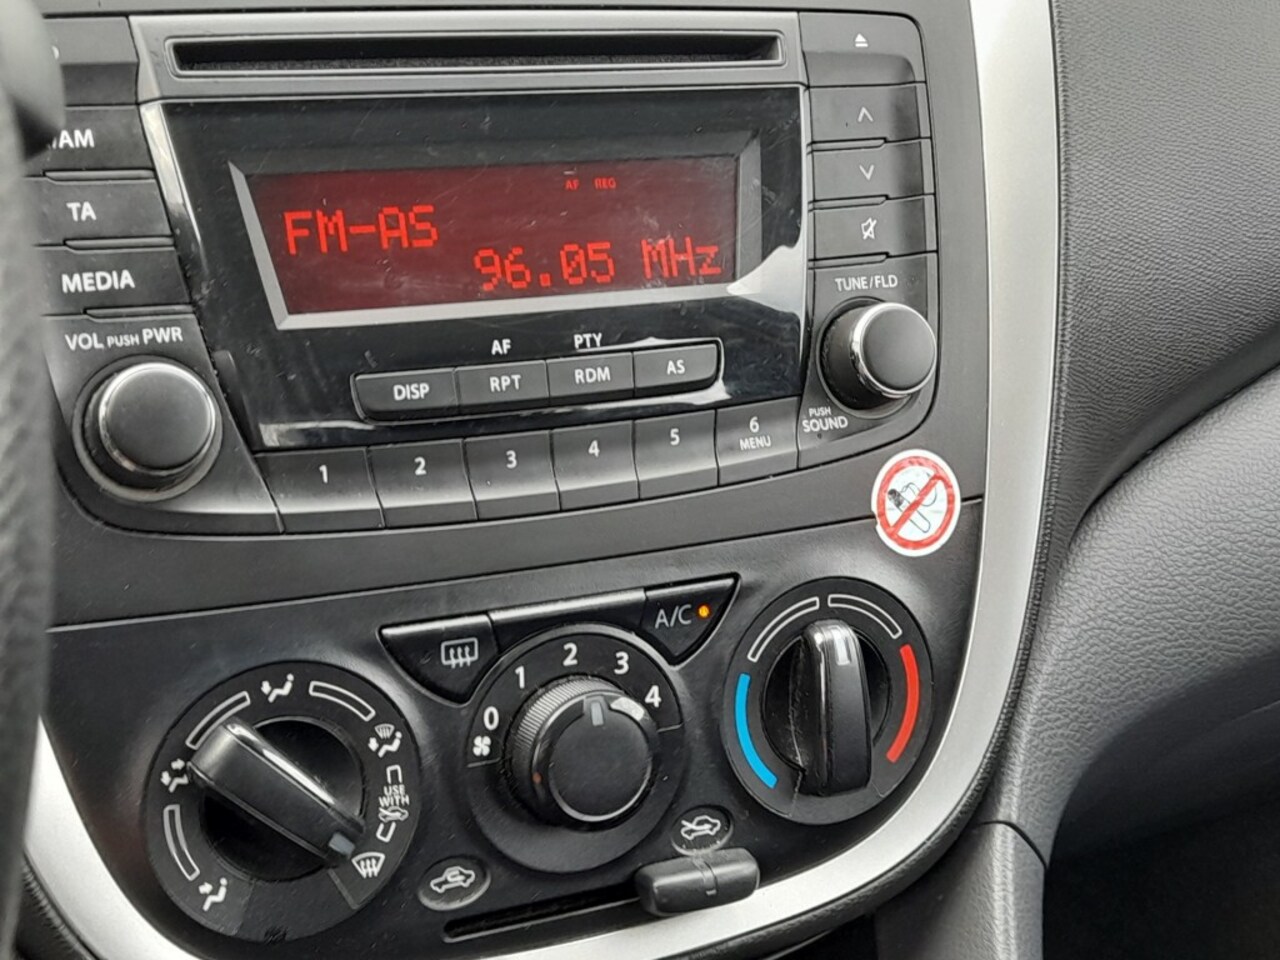 AM
TA
MEDIA
VOL PUSH PWR
AF REG
FM-AS
96.05 MHz
AF PTY
DISP RPT RDM AS
1 2 3 4 5 6
MENU
TUNE/FLD
PUSH
SOUND
A/C
0 1 2 3 4
USE
WITH